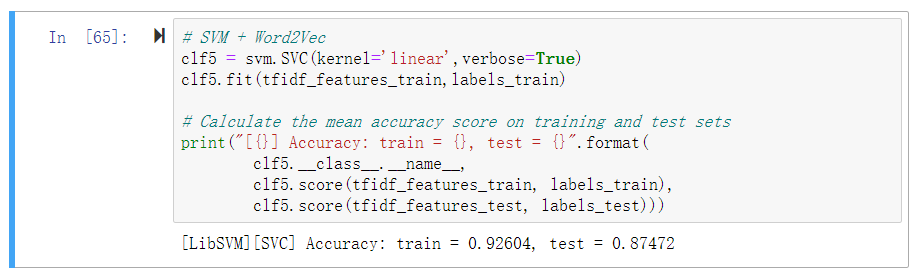 In [65]:
# SVM + Word2Vec
clf5 = svm.SVC(kernel='linear',verbose=True)
clf5.fit(tfidf_features_train,labels_train)
# Calculate the mean accuracy score on training and test sets
print("[{}] Accuracy: train = {}, test = {}".format(
        clf5.__class__.__name__,
        clf5.score(tfidf_features_train, labels_train),
        clf5.score(tfidf_features_test, labels_test)))
[LibSVM][SVC] Accuracy: train = 0.92604, test = 0.87472